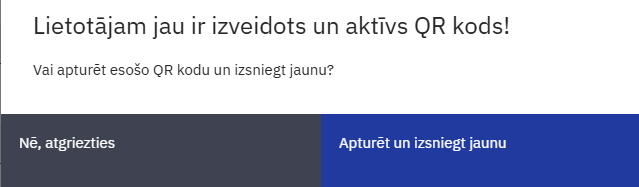 Lietotājam jau ir izveidots un aktīvs QR kods!
Vai apturēt esošo QR kodu un izsniegt jaunu?
Nē, atgriezties
Apturēt un izsniegt jaunu